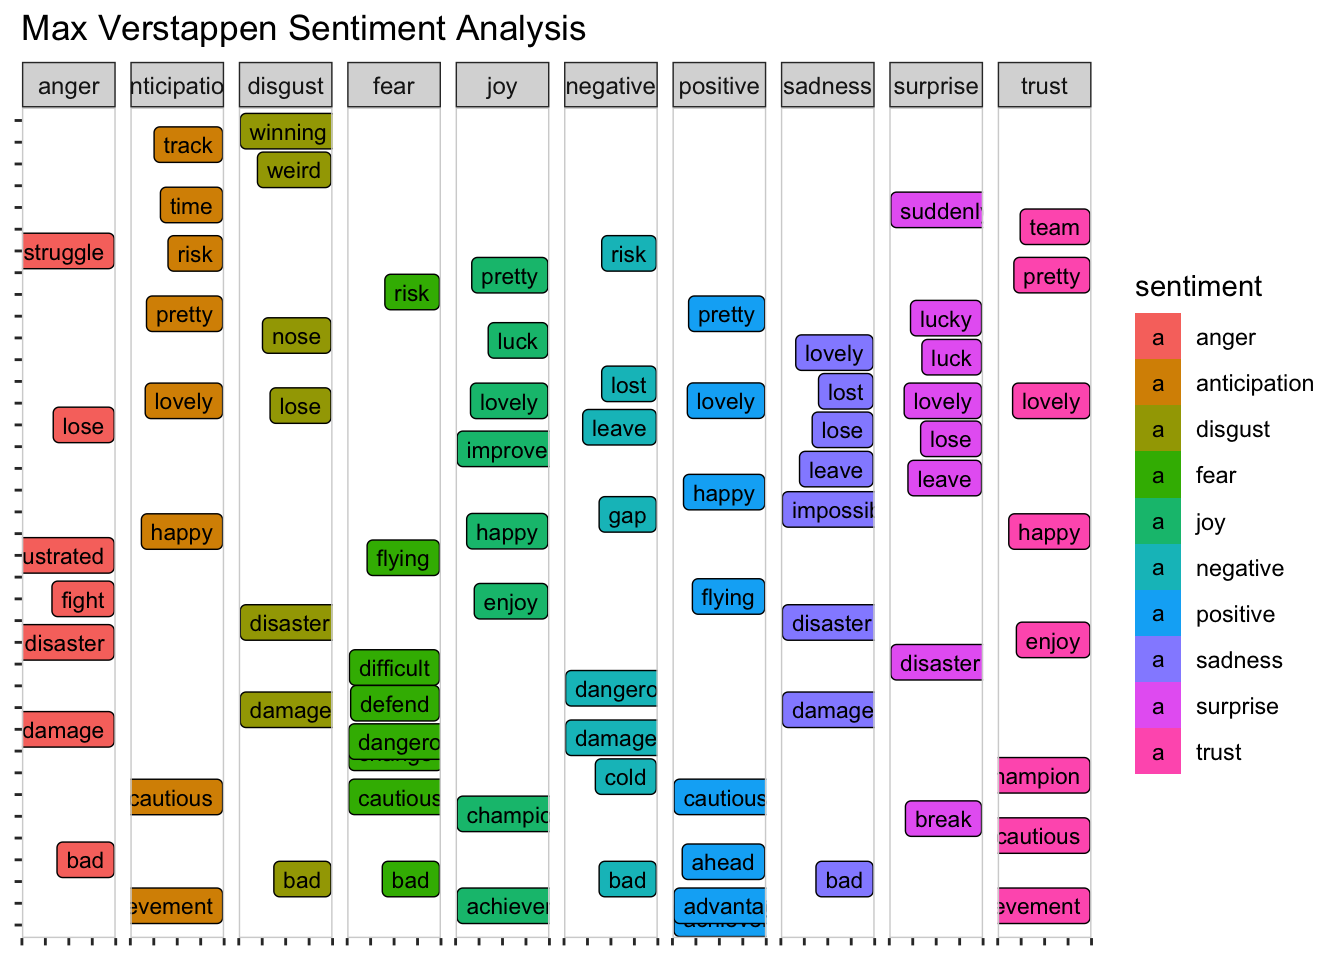 Max Verstappen Sentiment Analysis
anger
nticipatio
disgust
fear
joy
negative
positive
sadness
surprise
trust
struggle
lose
ustrated
fight
disaster
damage
bad
track
time
risk
pretty
lovely
happy
cautious
evement
winning
weird
nose
lose
disaster
damage
bad
risk
flying
difficult
defend
dangero
cautious
bad
pretty
luck
lovely
improve
happy
enjoy
champio
achieve
risk
lost
leave
gap
dangero
damage
cold
bad
pretty
lovely
happy
flying
cautious
ahead
advanta
lovely
lost
lose
leave
impossib
disaster
damage
bad
suddenl
lucky
luck
lovely
lose
leave
disaster
break
team
pretty
lovely
happy
enjoy
hampion
cautious
evement
sentiment
a anger
a anticipation
a disgust
a fear
a joy
a negative
a positive
a sadness
a surprise
a trust